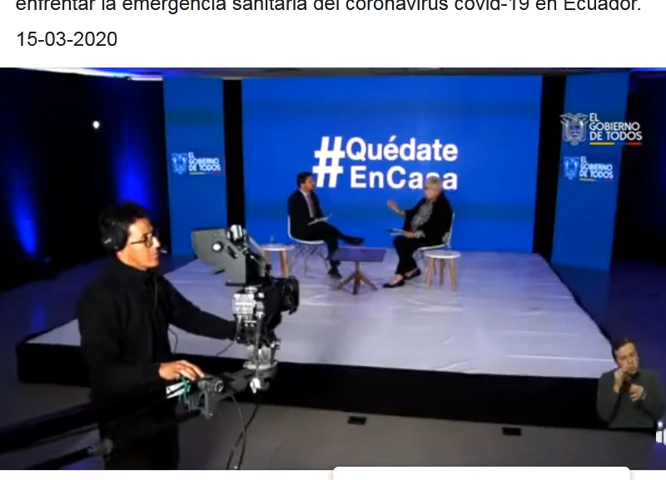 enfrentar la emergencia sanitaria del coronavirus covid-19 en Ecuador.
15-03-2020
#Quédate
EnCasa
EL
GOBIERNO
DE TODOS
EL
GOBIERNO
DE TODOS
EL
GOBIERNO
DE TODOS